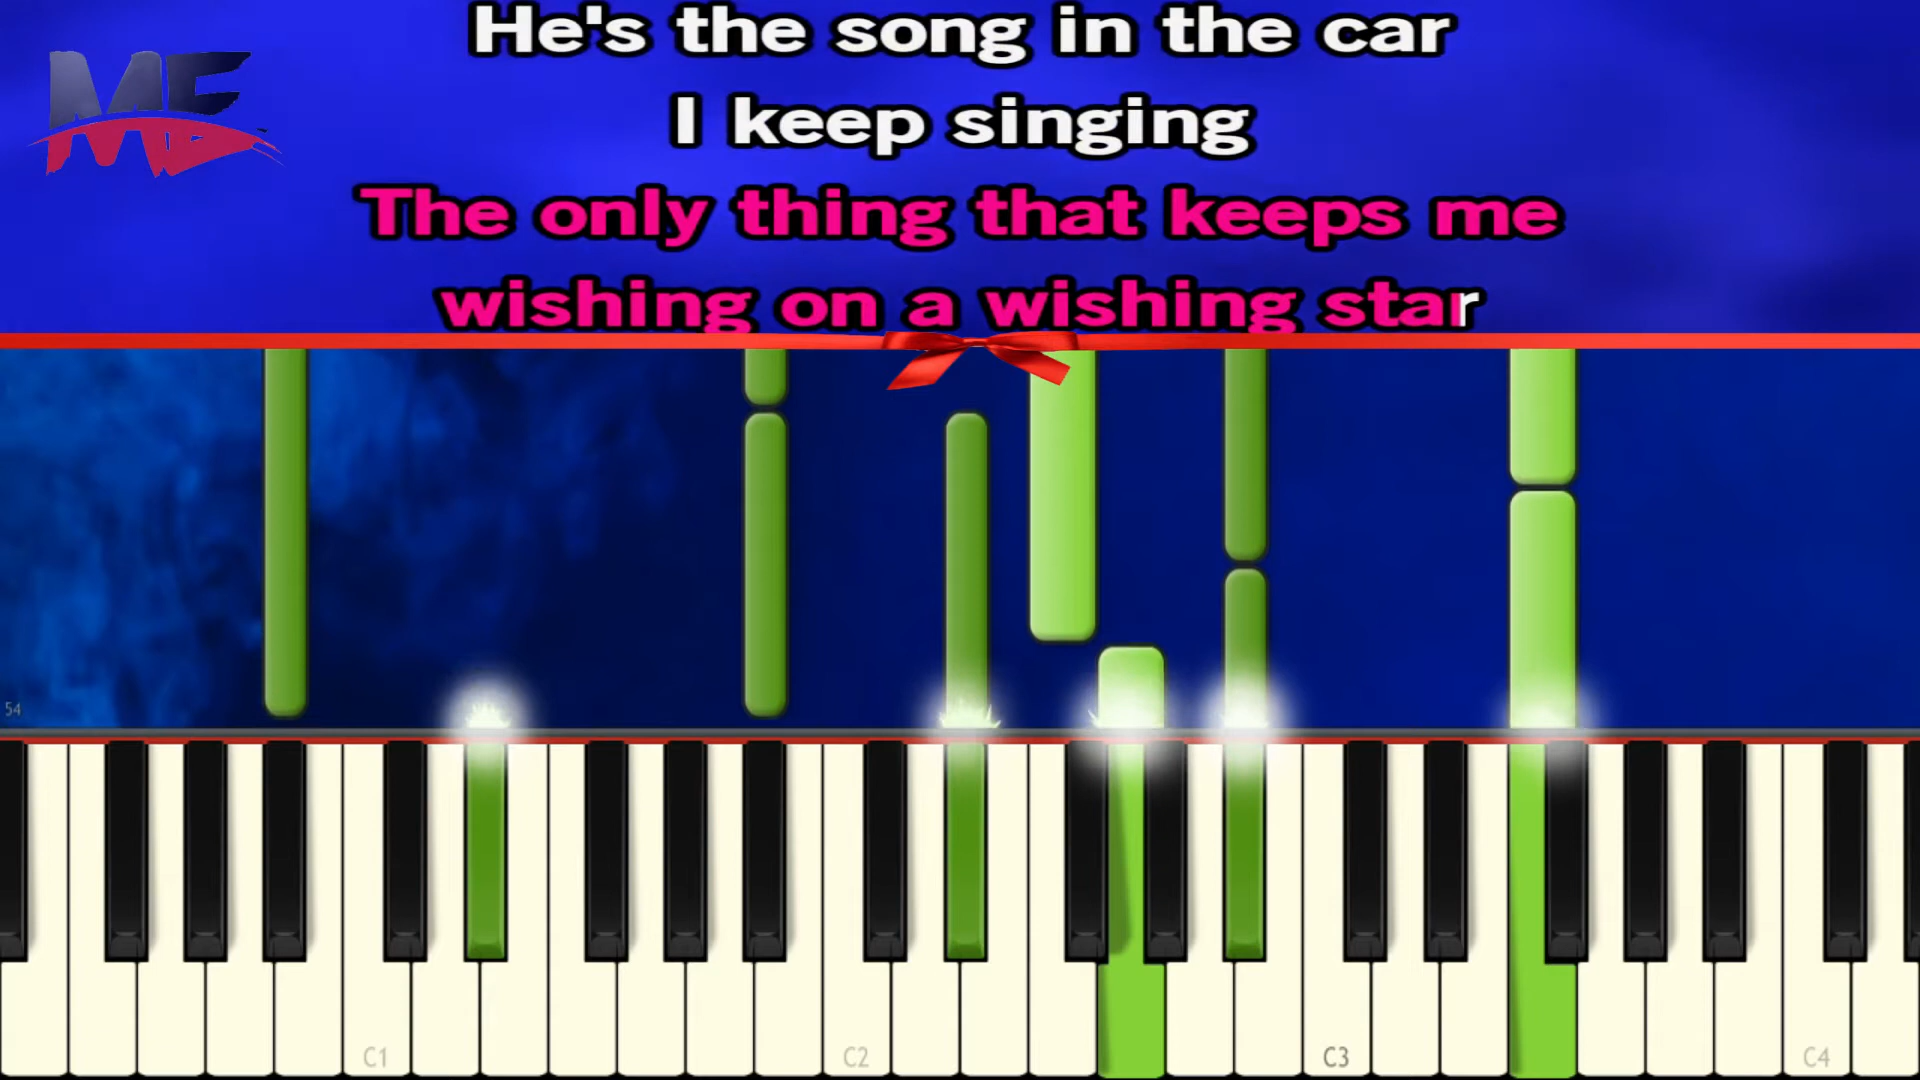 He's the song in the car
ME
I keep singing
The only thing that keeps me
wishing on a wishing star
54
C1 C2 C3 C4